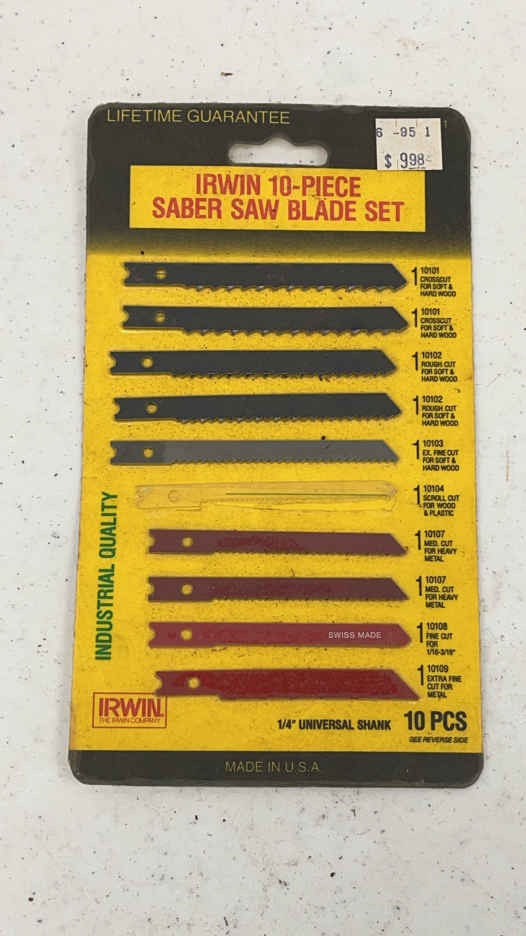 LIFETIME GUARANTEE
6 -95 1
$ 9.98
IRWIN 10-PIECE
SABER SAW BLADE SET
1 10101
CROSSCUT
FOR SOFT &
HARD WOOD
1 10101
CROSSCUT
FOR SOFT &
HARD WOOD
1 10102
ROUGH CUT
FOR SOFT &
HARD WOOD
1 10102
ROUGH CUT
FOR SOFT &
HARD WOOD
1 10103
EX. FINE CUT
FOR SOFT &
HARD WOOD
1 10104
SCROLL CUT
FOR WOOD
& PLASTIC
1 10107
MED. CUT
FOR HEAVY
METAL
1 10107
MED. CUT
FOR HEAVY
METAL
SWISS MADE
1 10108
FINE CUT
FOR
1/16-3/16"
1 10109
EXTRA FINE
CUT FOR
METAL
INDUSTRIAL QUALITY
IRWIN
THE IRWIN COMPANY
1/4" UNIVERSAL SHANK
10 PCS
SEE REVERSE SIDE
MADE IN U.S.A.